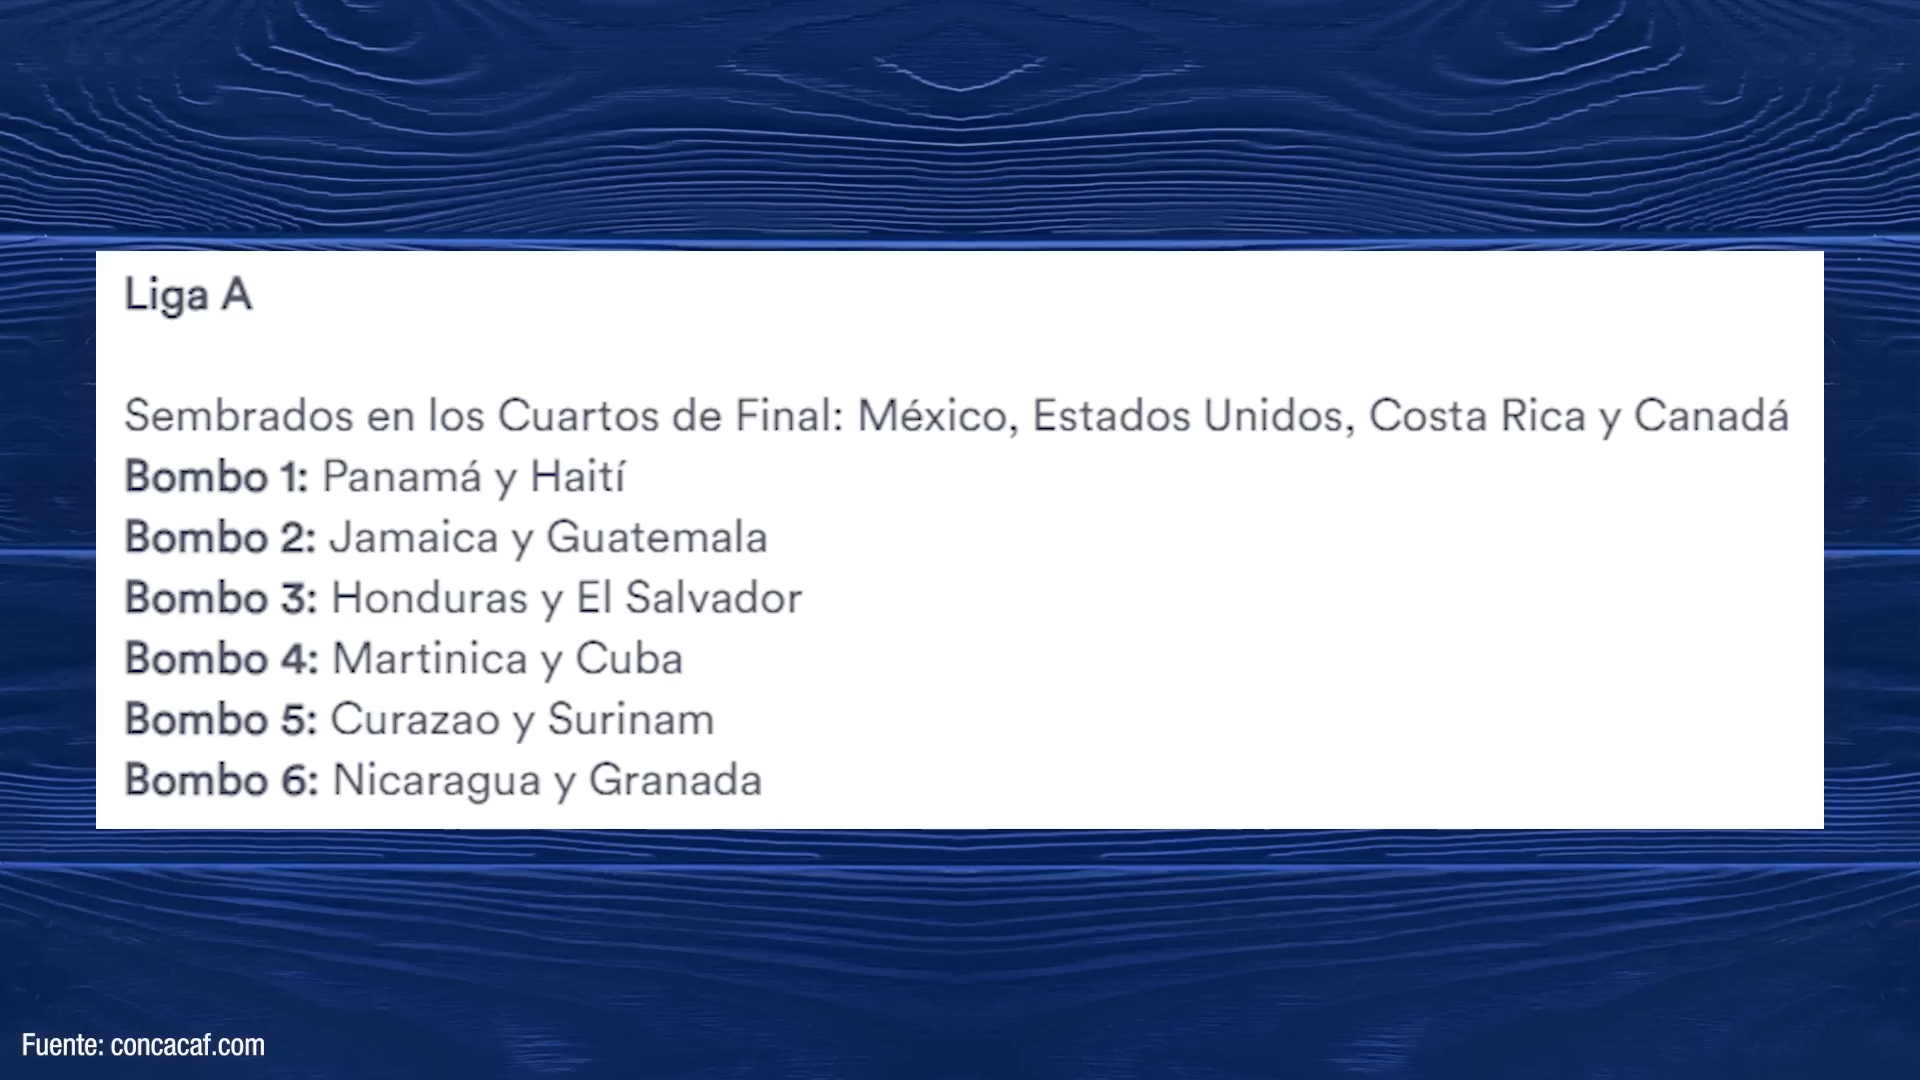 Liga A
Sembrados en los Cuartos de Final: México, Estados Unidos, Costa Rica y Canadá
Bombo 1: Panamá y Haití
Bombo 2: Jamaica y Guatemala
Bombo 3: Honduras y El Salvador
Bombo 4: Martinica y Cuba
Bombo 5: Curazao y Surinam
Bombo 6: Nicaragua y Granada
Fuente: concacaf.com